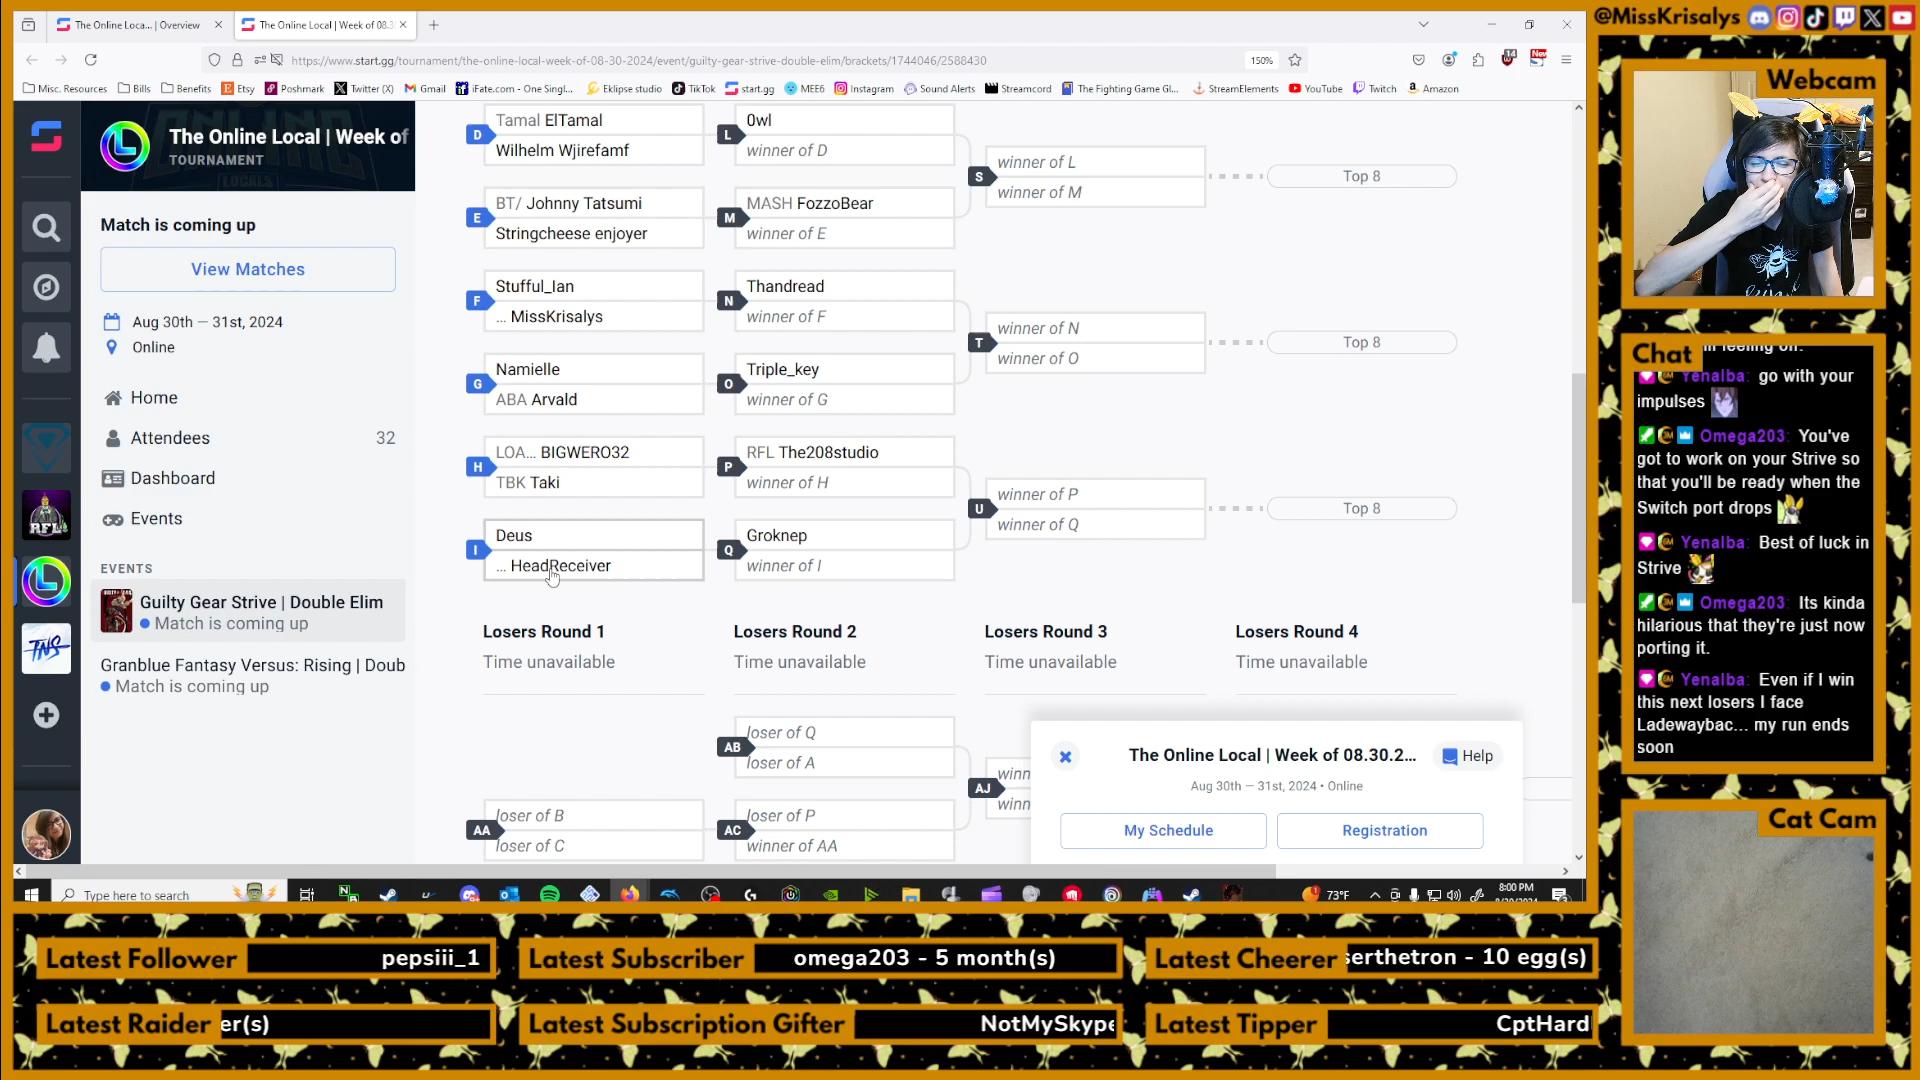 The Online Loca... | Overview
The Online Local | Week of 08.3
https://www.start.gg/tournament/the-online-local-week-of-08-30-2024/event/guilty-gear-strive-double-elim/brackets/1744046/2588430
150%
14
New
Misc. Resources
Bills
Benefits
Etsy
Poshmark
Twitter (X)
Gmail
iFate.com - One Singl...
Eklipse studio
TikTok
start.gg
MEE6
Instagram
Sound Alerts
Streamcord
The Fighting Game Gl...
StreamElements
YouTube
Twitch
Amazon
The Online Local | Week of
TOURNAMENT
Match is coming up
View Matches
Aug 30th — 31st, 2024
Online
Home
Attendees 32
Dashboard
Events
EVENTS
Guilty Gear Strive | Double Elim
Match is coming up
Granblue Fantasy Versus: Rising | Doub
Match is coming up
RFL
TNS
D
Tamal ElTamal
Wilhelm Wjirefamf
E
BT/ Johnny Tatsumi
Stringcheese enjoyer
F
Stufful_Ian
... MissKrisalys
G
Namielle
ABA Arvald
H
LOA... BIGWERO32
TBK Taki
I
Deus
... HeadReceiver
L
0wl
winner of D
M
MASH FozzoBear
winner of E
N
Thandread
winner of F
O
Triple_key
winner of G
P
RFL The208studio
winner of H
Q
Groknep
winner of I
S
winner of L
winner of M
Top 8
T
winner of N
winner of O
Top 8
U
winner of P
winner of Q
Top 8
Losers Round 1
Time unavailable
Losers Round 2
Time unavailable
Losers Round 3
Time unavailable
Losers Round 4
Time unavailable
AB
loser of Q
loser of A
AA
loser of B
loser of C
AC
loser of P
winner of AA
AJ
winn
winn
The Online Local | Week of 08.30.2...
Help
Aug 30th — 31st, 2024 • Online
My Schedule
Registration
Type here to search
73°F
8:00 PM
@MissKrisalys
Webcam
Chat
Yenalba: go with your
impulses
Omega203: You've
got to work on your Strive so
that you'll be ready when the
Switch port drops
Yenalba: Best of luck in
Strive
Omega203: Its kinda
hilarious that they're just now
porting it.
Yenalba: Even if I win
this next losers I face
Ladewaybac... my run ends
soon
Cat Cam
Latest Follower
pepsiii_1
Latest Subscriber
omega203 - 5 month(s)
Latest Cheerer
serthetron - 10 egg(s)
Latest Raider
er(s)
Latest Subscription Gifter
NotMySkype
Latest Tipper
CptHard